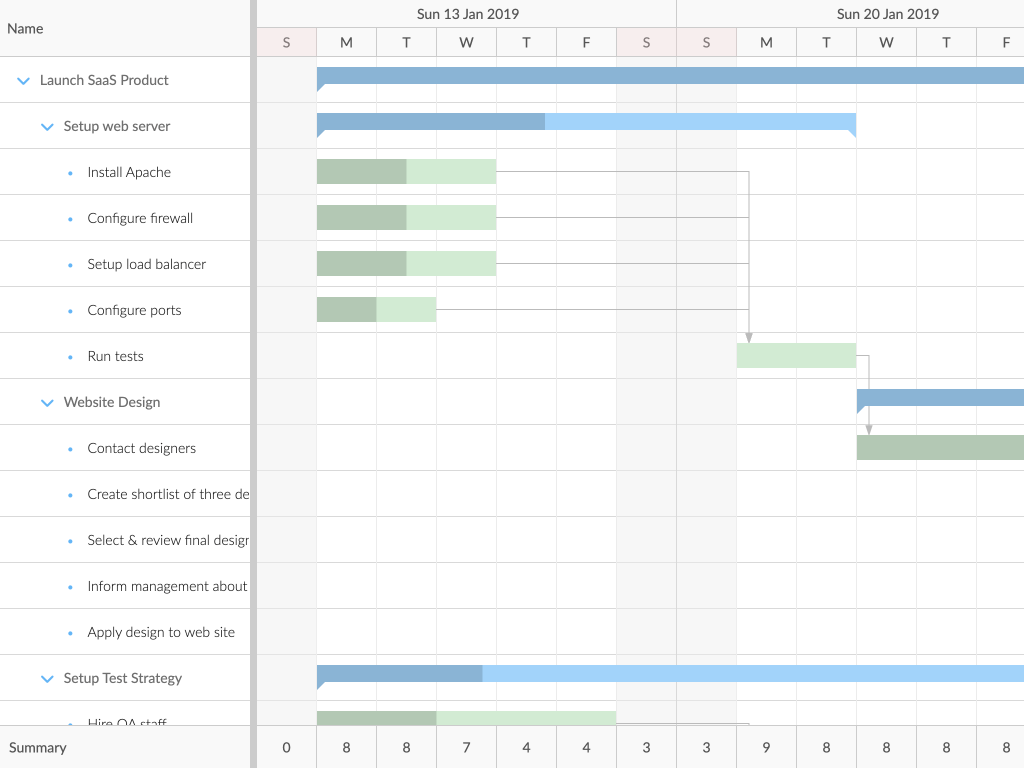 Name
Sun 13 Jan 2019 Sun 20 Jan 2019
S M T W T F S S M T W T F
Launch SaaS Product
Setup web server
Install Apache
Configure firewall
Setup load balancer
Configure ports
Run tests
Website Design
Contact designers
Create shortlist of three de
Select & review final desig
Inform management about
Apply design to web site
Setup Test Strategy
Hire QA staff
Summary 0 8 8 7 4 4 3 3 9 8 8 8 8